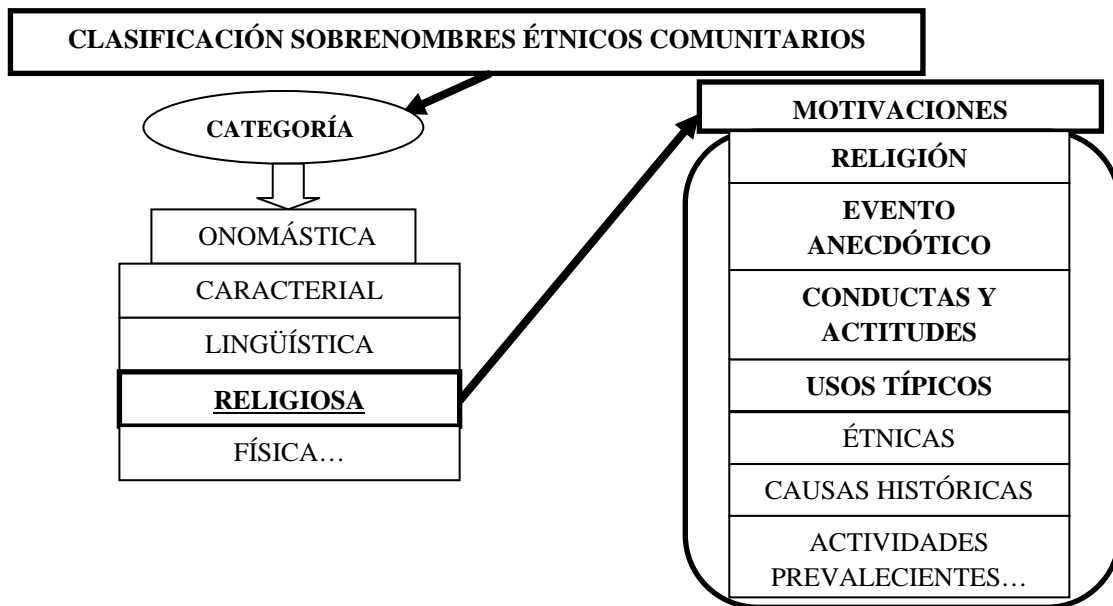 CLASIFICACIÓN SOBRENOMBRES ÉTNICOS COMUNITARIOS
CATEGORÍA
ONOMÁSTICA
CARACTERIAL
LINGÜÍSTICA
RELIGIOSA
FÍSICA…
MOTIVACIONES
RELIGIÓN
EVENTO
ANECDÓTICO
CONDUCTAS Y
ACTITUDES
USOS TÍPICOS
ÉTNICAS
CAUSAS HISTÓRICAS
ACTIVIDADES
PREVALECIENTES…